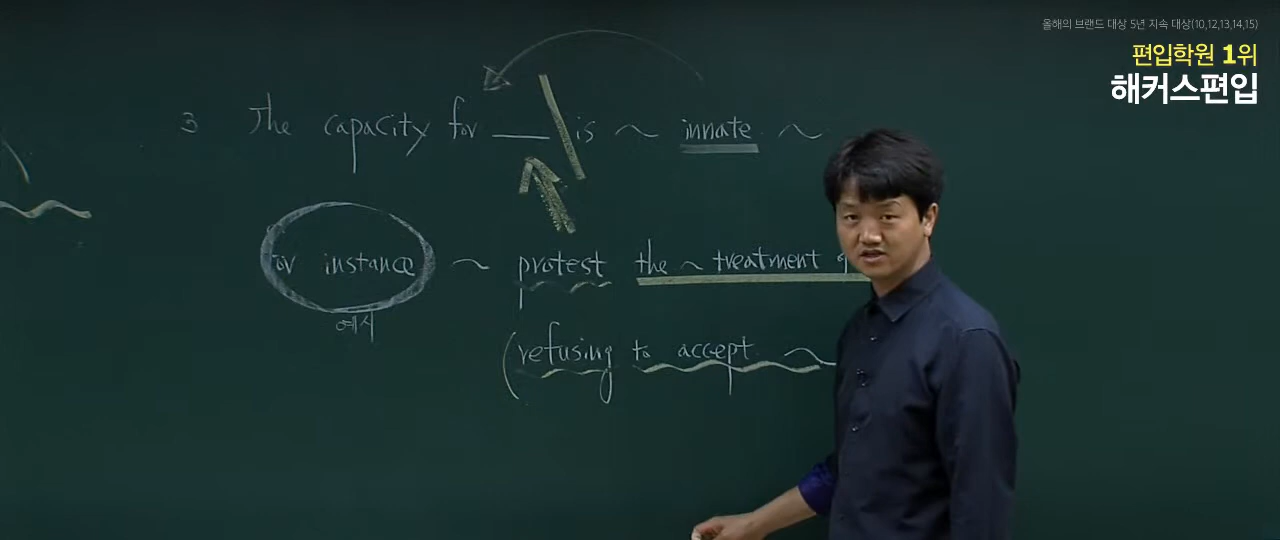 올해의 브랜드 대상 5년 지속 대상(10,12,13,14,15)
편입학원 1위
해커스편입
3 The capacity for ___ is ~ innate ~
for instance ~ protest the ~ treatment
예시
(refusing to accept ~